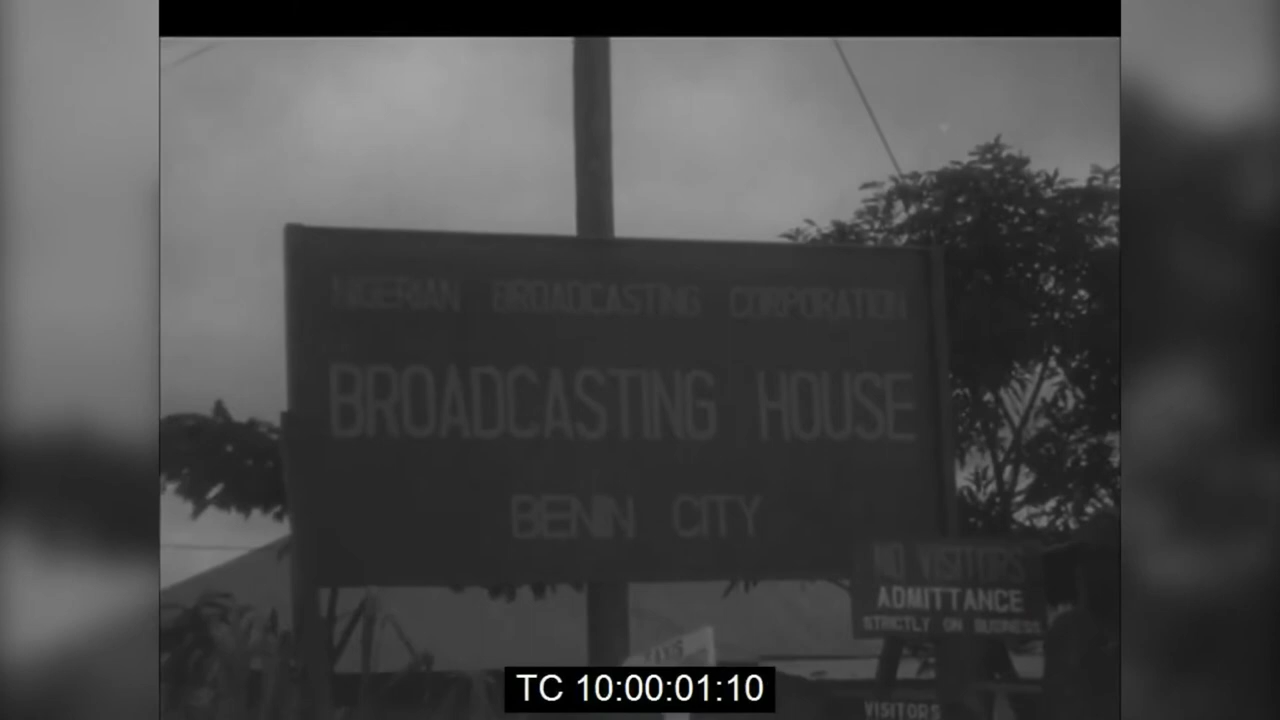 NIGERIAN BROADCASTING CORPORATION
BROADCASTING HOUSE
BENIN CITY
NO VISITORS
ADMITTANCE
STRICTLY ON BUSINESS
VISITORS
TC 10:00:01:10